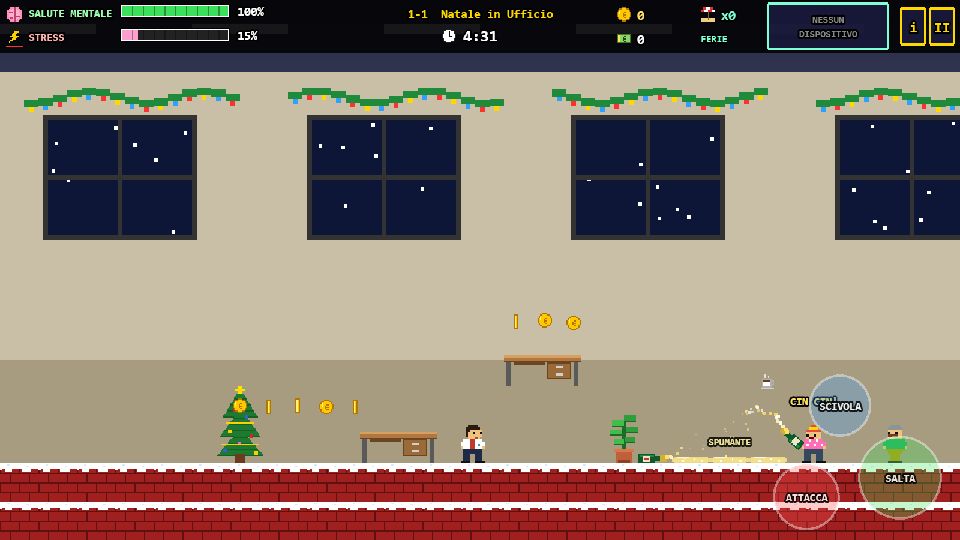 SALUTE MENTALE 100%
STRESS 15%
1-1 Natale in Ufficio
4:31
0
0
x0
FERIE
NESSUN
DISPOSITIVO
i II
CIN
SCIVOLA
SPUMANTE
SALTA
ATTACCA